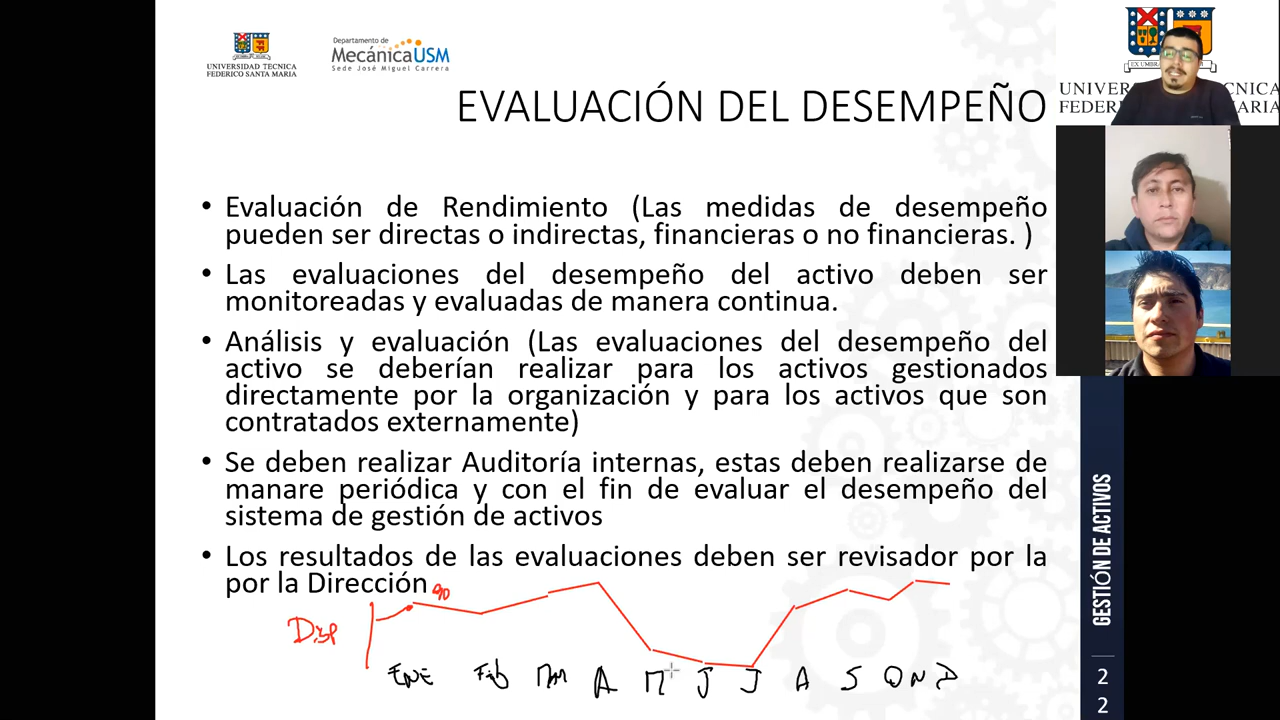 UNIVERSIDAD TECNICA
FEDERICO SANTA MARIA
Departamento de
MecánicaUSM
Sede José Miguel Carrera
EVALUACIÓN DEL DESEMPEÑO
• Evaluación de Rendimiento (Las medidas de desempeño
pueden ser directas o indirectas, financieras o no financieras. )
• Las evaluaciones del desempeño del activo deben ser
monitoreadas y evaluadas de manera continua.
• Análisis y evaluación (Las evaluaciones del desempeño del
activo se deberían realizar para los activos gestionados
directamente por la organización y para los activos que son
contratados externamente)
• Se deben realizar Auditoría internas, estas deben realizarse de
manare periódica y con el fin de evaluar el desempeño del
sistema de gestión de activos
• Los resultados de las evaluaciones deben ser revisador por la
por la Dirección
90
Disp
ENE Feb MAR A M J J A S O N D
GESTIÓN DE ACTIVOS
2
2